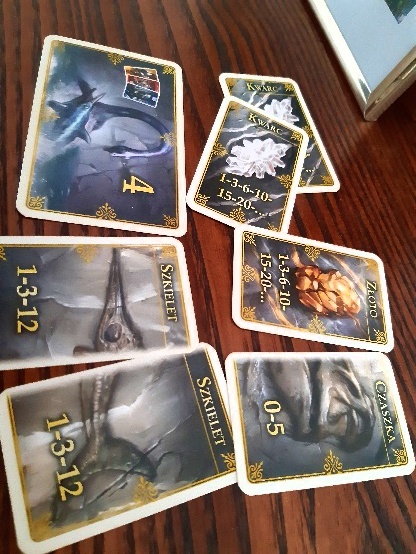 4
KWARC
KWARC
1-3-6-10-
15-20-...
ZŁOTO
1-3-6-10-
15-20-...
SZKIELET
1-3-12
SZKIELET
1-3-12
CZASZKA
0-5